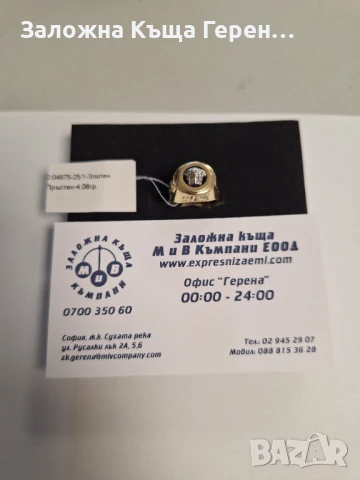 Заложна Къща Герен...
04975-25/1-Златен
Пръстен-4.06гр.
ЗАЛОЖНА КЪЩА
М и В
КЪМПАНИ
0700 350 60
Заложна къща
М и В Къмпани ЕООД
www.expresnizaemi.com
Офис "Герена"
00:00 - 24:00
София, ж.к. Сухата река
ул. Русалки лък 2А, 5,6
zk.gerena@mivcompany.com
Тел.: 02 945 29 07
Мобил: 088 815 36 28
bazar